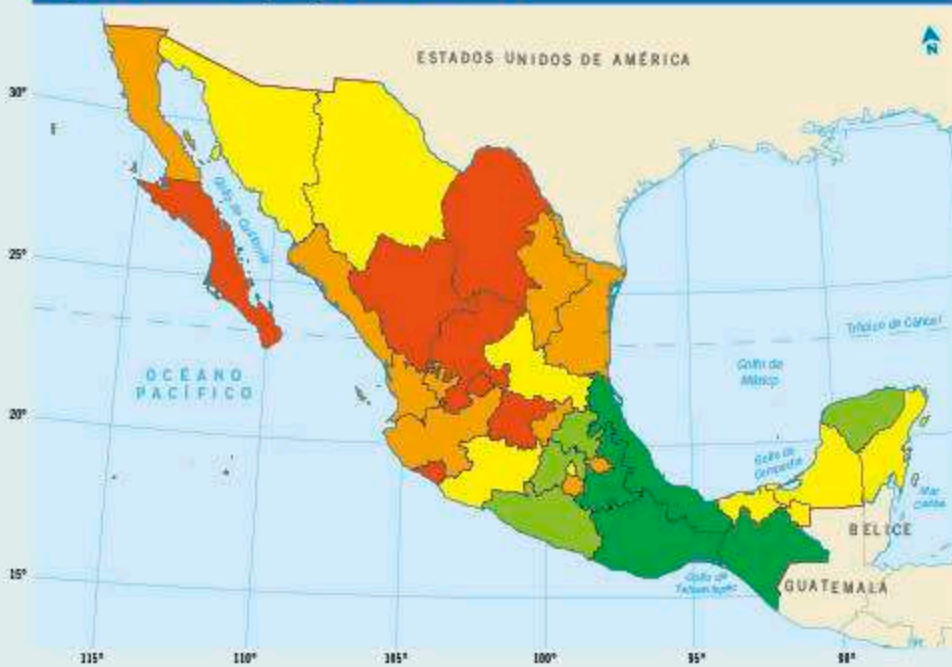 ESTADOS UNIDOS DE AMÉRICA
N
30°
Golfo de California
25°
Trópico de Cáncer
OCÉANO
PACÍFICO
Golfo de
México
20°
Bahía de
Campeche
Mar
Caribe
BELICE
15°
Golfo de
Tehuantepec
GUATEMALA
115°
110°
105°
100°
95°
90°